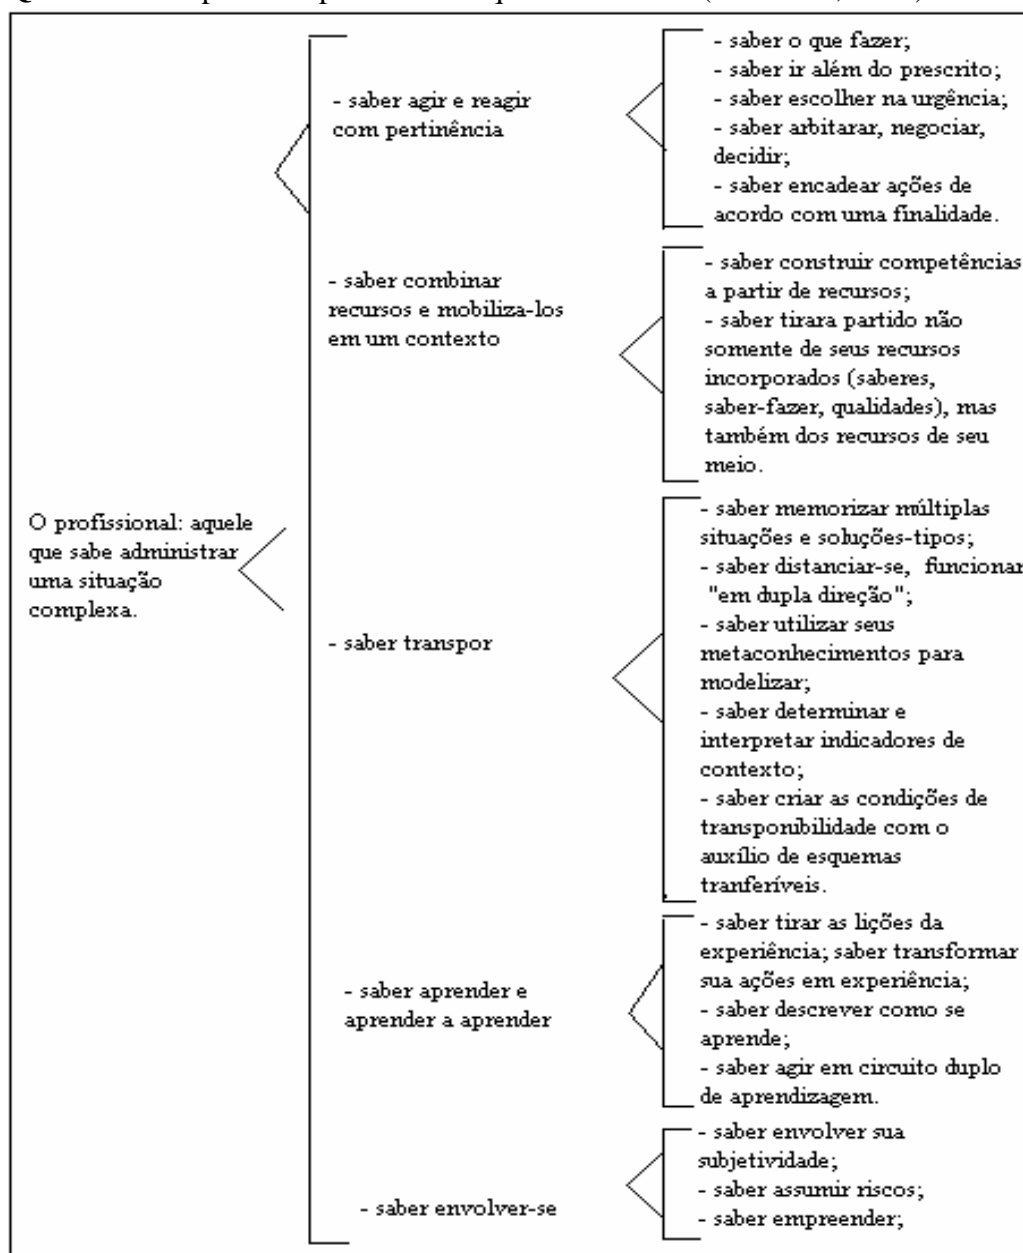 O profissional: aquele
que sabe administrar
uma situação
complexa.
- saber agir e reagir
com pertinência
- saber o que fazer;
- saber ir além do prescrito;
- saber escolher na urgência;
- saber arbitarar, negociar,
decidir;
- saber encadear ações de
acordo com uma finalidade.
- saber combinar
recursos e mobiliza-los
em um contexto
- saber construir competências
a partir de recursos;
- saber tirara partido não
somente de seus recursos
incorporados (saberes,
saber-fazer, qualidades), mas
também dos recursos de seu
meio.
- saber transpor
- saber memorizar múltiplas
situações e soluções-tipos;
- saber distanciar-se, funcionar
"em dupla direção";
- saber utilizar seus
metaconhecimentos para
modelizar;
- saber determinar e
interpretar indicadores de
contexto;
- saber criar as condições de
transponibilidade com o
auxílio de esquemas
tranferíveis.
- saber aprender e
aprender a aprender
- saber tirar as lições da
experiência; saber transformar
sua ações em experiência;
- saber descrever como se
aprende;
- saber agir em circuito duplo
de aprendizagem.
- saber envolver-se
- saber envolver sua
subjetividade;
- saber assumir riscos;
- saber empreender;